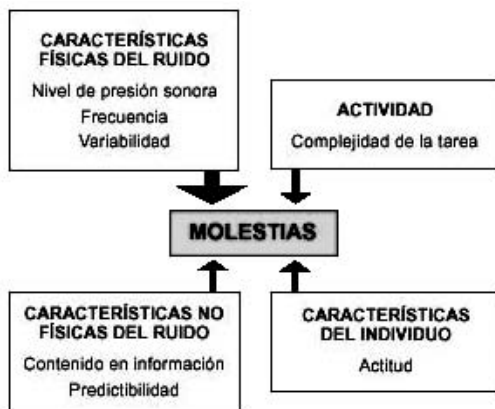 CARACTERÍSTICAS
FÍSICAS DEL RUIDO
Nivel de presión sonora
Frecuencia
Variabilidad
ACTIVIDAD
Complejidad de la tarea
MOLESTIAS
CARACTERÍSTICAS NO
FÍSICAS DEL RUIDO
Contenido en información
Predictibilidad
CARACTERÍSTICAS
DEL INDIVIDUO
Actitud